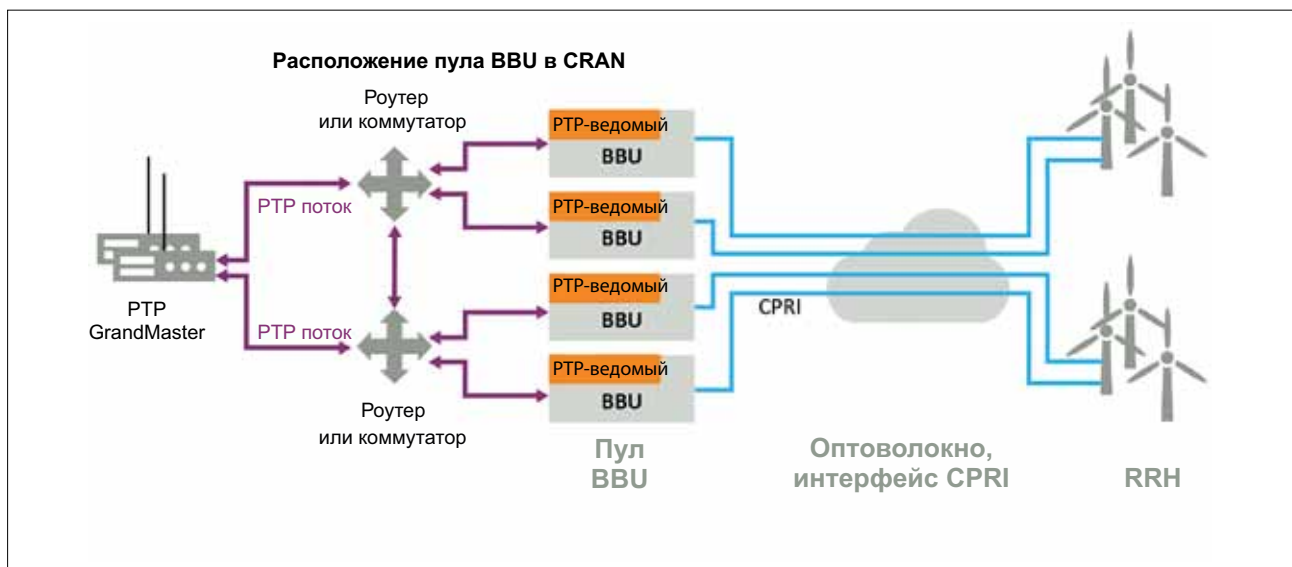 Расположение пула BBU в CRAN
Роутер
или коммутатор
PTP-ведомый
BBU
PTP поток
PTP-ведомый
BBU
PTP
GrandMaster
PTP поток
PTP-ведомый
BBU
CPRI
PTP-ведомый
BBU
Роутер
или коммутатор
Пул
BBU
Оптоволокно,
интерфейс CPRI
RRH